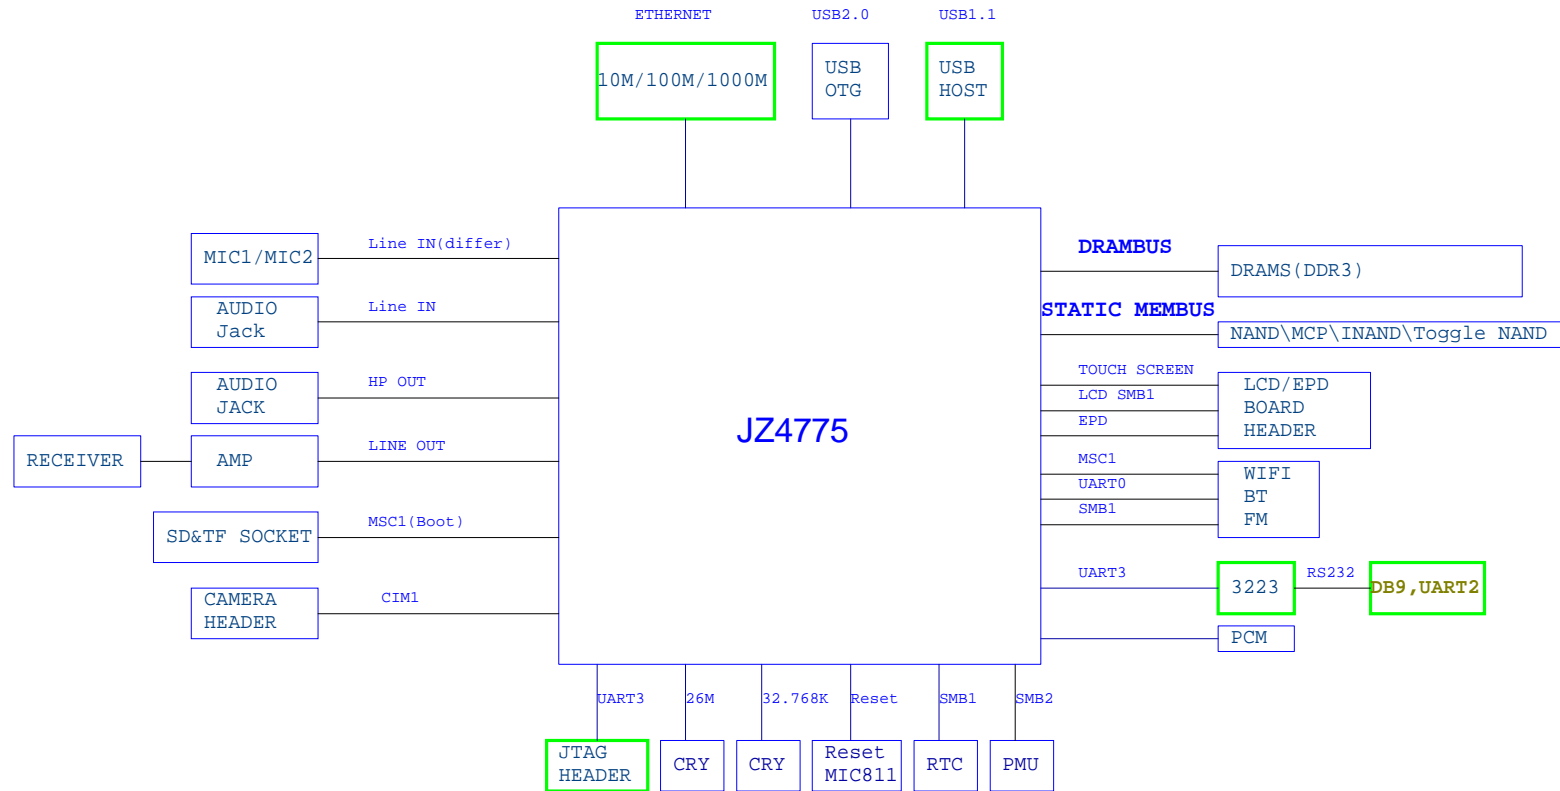 ETHERNET
USB2.0
USB1.1
10M/100M/1000M
USB
OTG
USB
HOST
MIC1/MIC2
Line IN(differ)
AUDIO
Jack
Line IN
AUDIO
JACK
HP OUT
RECEIVER
AMP
LINE OUT
SD&TF SOCKET
MSC1(Boot)
CAMERA
HEADER
CIM1
JZ4775
DRAMBUS
DRAMS(DDR3)
STATIC MEMBUS
NAND\MCP\INAND\Toggle NAND
TOUCH SCREEN
LCD SMB1
EPD
LCD/EPD
BOARD
HEADER
MSC1
UART0
SMB1
WIFI
BT
FM
UART3
3223
RS232
DB9,UART2
PCM
UART3
26M
32.768K
Reset
SMB1
SMB2
JTAG
HEADER
CRY
CRY
Reset
MIC811
RTC
PMU